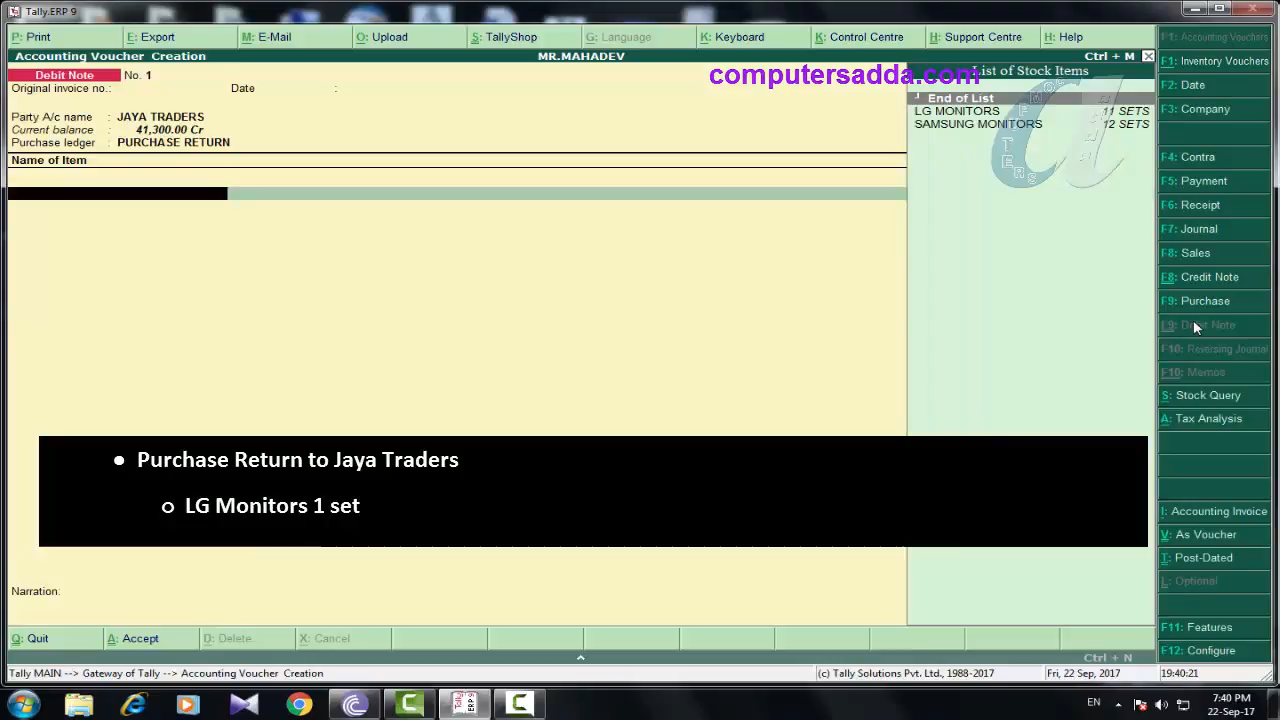 Tally.ERP 9
P: Print
E: Export
M: E-Mail
O: Upload
S: TallyShop
G: Language
K: Keyboard
K: Control Centre
H: Support Centre
H: Help
F1: Accounting Vouchers
Accounting Voucher Creation
MR.MAHADEV
Ctrl + M
F1: Inventory Vouchers
Debit Note No. 1
computersadda.com
List of Stock Items
Original invoice no.:
Date :
F2: Date
End of List
LG MONITORS 11 SETS
SAMSUNG MONITORS 12 SETS
F3: Company
Party A/c name : JAYA TRADERS
Current balance : 41,300.00 Cr
Purchase ledger : PURCHASE RETURN
Name of Item
F4: Contra
F5: Payment
F6: Receipt
F7: Journal
F8: Sales
F8: Credit Note
F9: Purchase
F9: Debit Note
F10: Reversing Journal
F10: Memos
S: Stock Query
A: Tax Analysis
● Purchase Return to Jaya Traders
o LG Monitors 1 set
I: Accounting Invoice
V: As Voucher
T: Post-Dated
L: Optional
Narration:
F11: Features
Q: Quit
A: Accept
D: Delete
X: Cancel
F12: Configure
Ctrl + N
Tally MAIN --> Gateway of Tally --> Accounting Voucher Creation
(c) Tally Solutions Pvt. Ltd., 1988-2017
Fri, 22 Sep, 2017
19:40:21
EN
7:40 PM
22-Sep-17